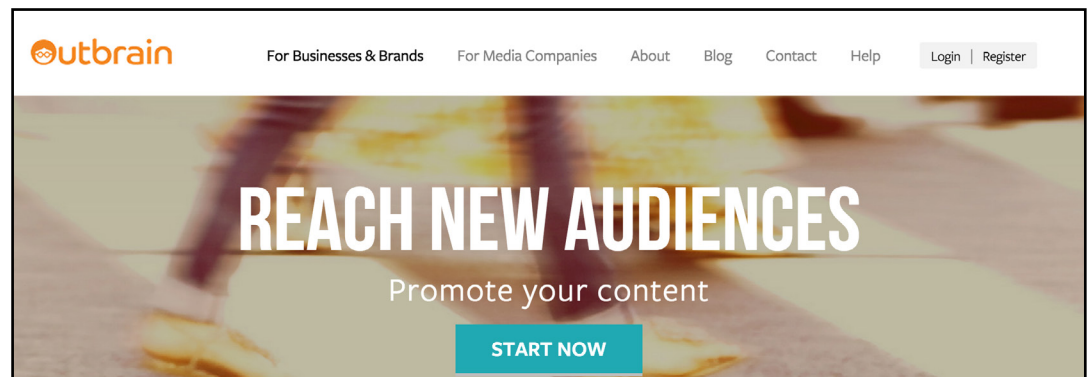 Outbrain
For Businesses & Brands For Media Companies About Blog Contact Help Login | Register
REACH NEW AUDIENCES
Promote your content
START NOW